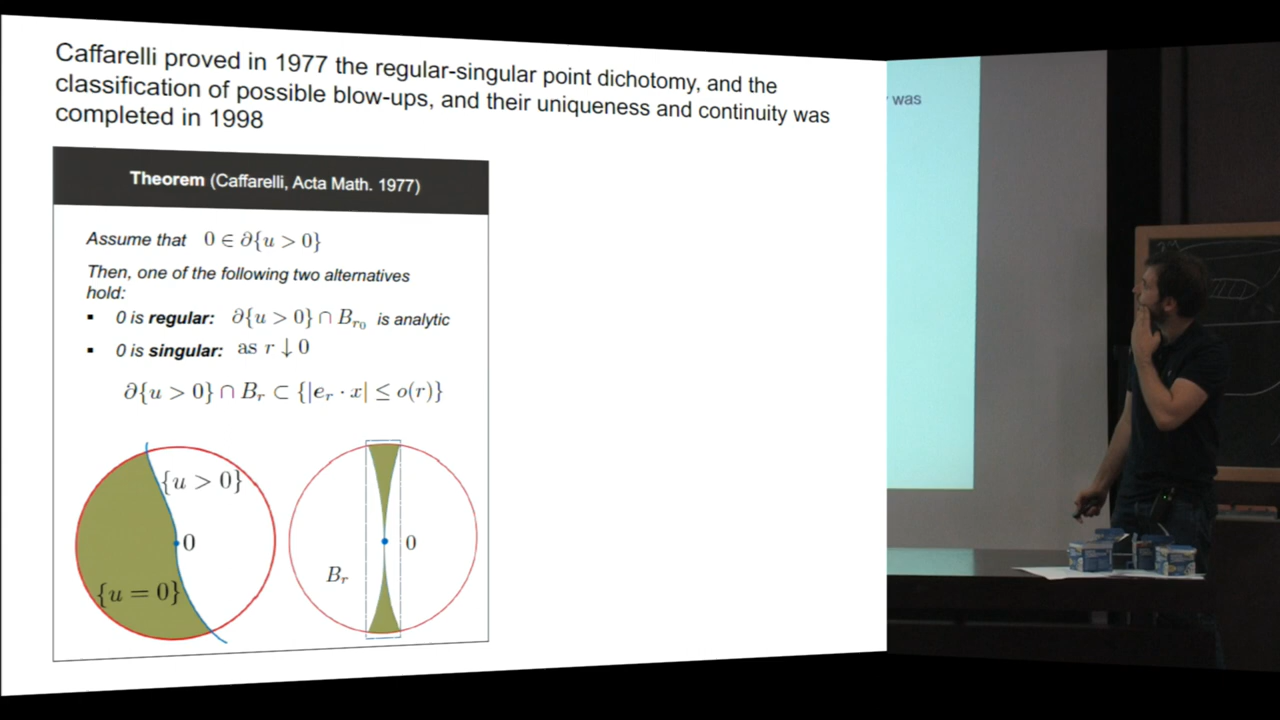 Caffarelli proved in 1977 the regular-singular point dichotomy, and the
classification of possible blow-ups, and their uniqueness and continuity was
completed in 1998
was
Theorem (Caffarelli, Acta Math. 1977)
Assume that 0 ∈ ∂{u > 0}
Then, one of the following two alternatives
hold:
▪ 0 is regular: ∂{u > 0} ∩ B_{r_0} is analytic
▪ 0 is singular: as r ↓ 0
∂{u > 0} ∩ B_r ⊂ {|e_r · x| ≤ o(r)}
{u > 0}
0
0
B_r
{u = 0}